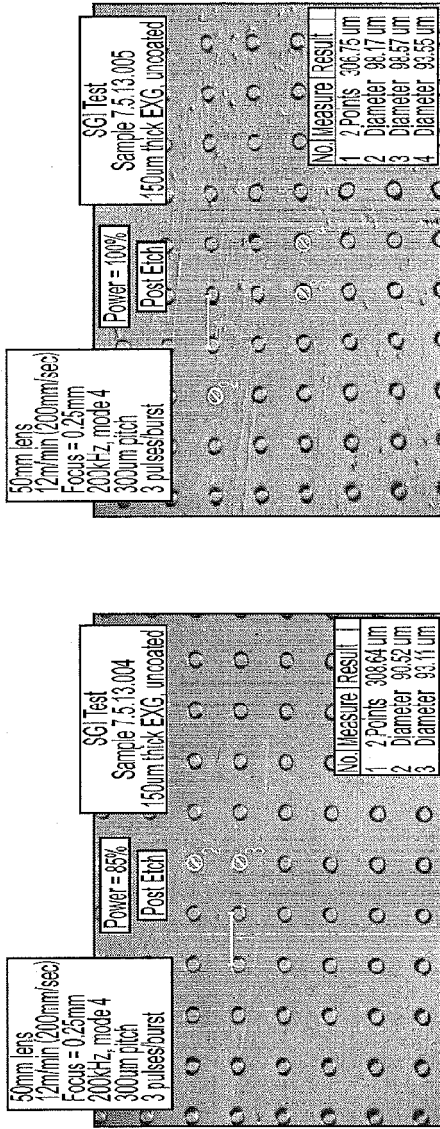 50mm lens
12m/min (200mm/sec)
Focus = 0.25mm
200kHz, mode 4
300um pitch
3 pulses/burst
Power = 85%
Post Etch
SGI Test
Sample 7.5.13.004
150um thick EXG, uncoated
No. Measure Result
1 2 Points 308.64 um
2 Diameter 90.52 um
3 Diameter 93.11 um
50mm lens
12m/min (200mm/sec)
Focus = 0.25mm
200kHz, mode 4
300um pitch
3 pulses/burst
Power = 100%
Post Etch
SGI Test
Sample 7.5.13.005
150um thick EXG, uncoated
No. Measure Result
1 2 Points 306.75 um
2 Diameter 98.17 um
3 Diameter 98.57 um
4 Diameter 93.55 um